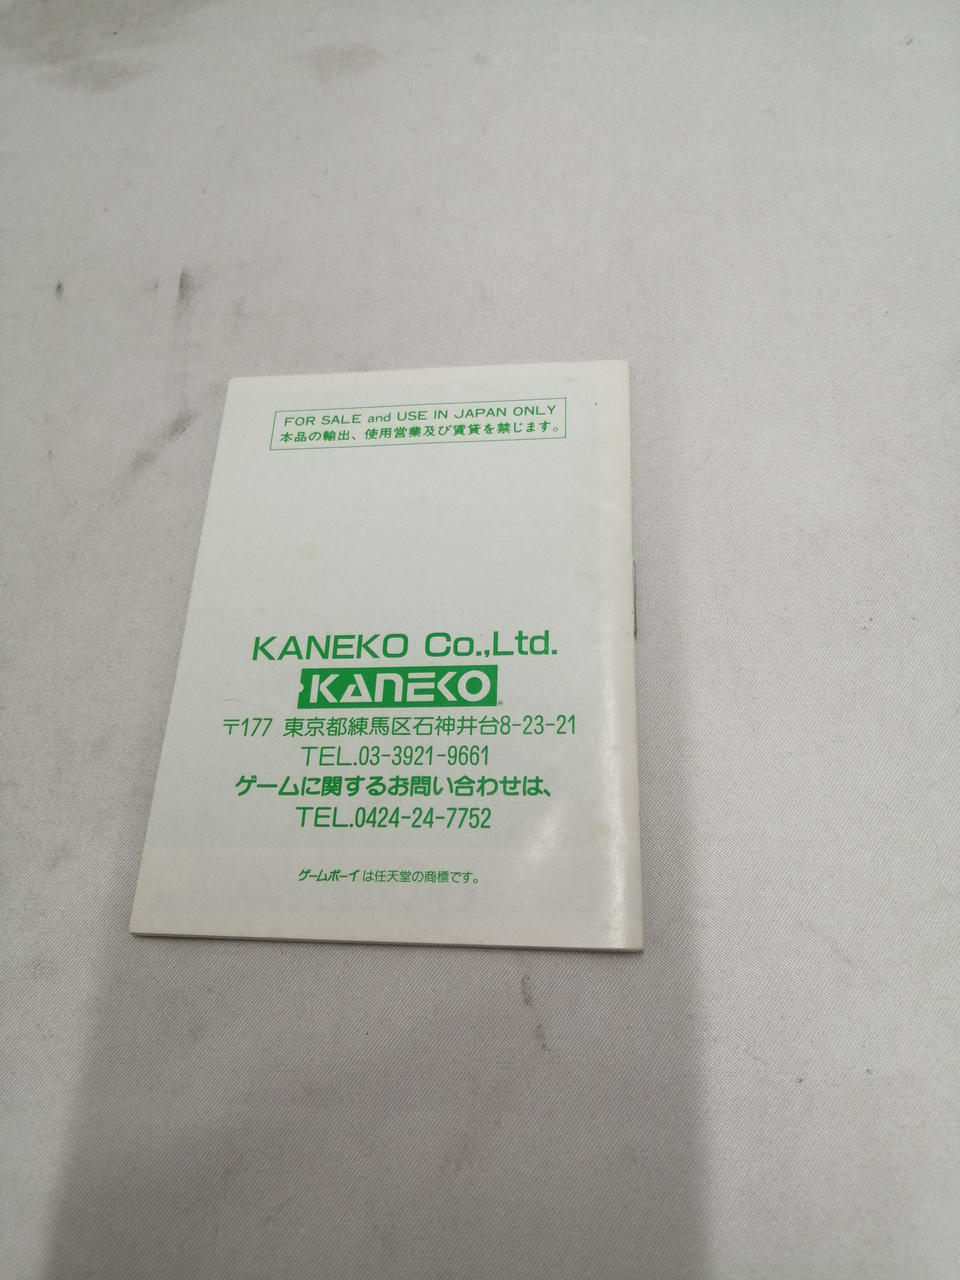 FOR SALE and USE IN JAPAN ONLY
本品の輸出、使用営業及び賃貸を禁じます。
KANEKO Co.,Ltd.
KANEKO®
〒177 東京都練馬区石神井台8-23-21
TEL.03-3921-9661
ゲームに関するお問い合わせは、
TEL.0424-24-7752
ゲームボーイは任天堂の商標です。